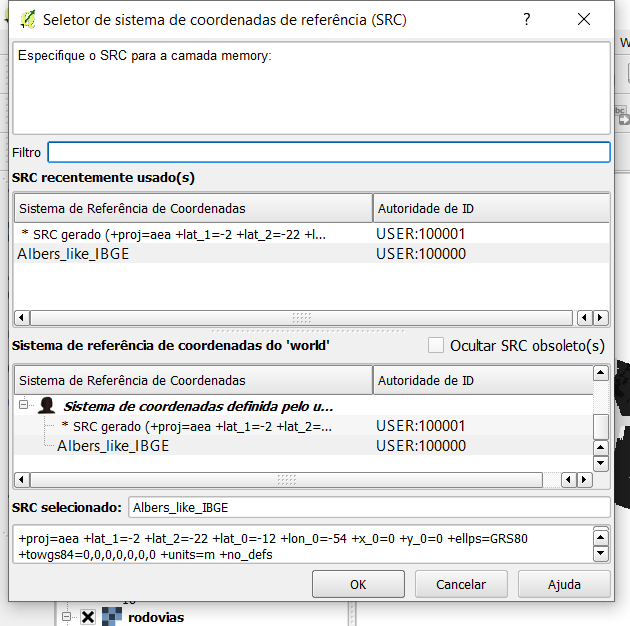 Seletor de sistema de coordenadas de referência (SRC)
?
Especifique o SRC para a camada memory:
Filtro
SRC recentemente usado(s)
Sistema de Referência de Coordenadas Autoridade de ID
* SRC gerado (+proj=aea +lat_1=-2 +lat_2=-22 +l... USER:100001
Albers_like_IBGE USER:100000
Sistema de referência de coordenadas do 'world' Ocultar SRC obsoleto(s)
Sistema de Referência de Coordenadas Autoridade de ID
Sistema de coordenadas definida pelo u...
* SRC gerado (+proj=aea +lat_1=-2 +lat_2=... USER:100001
Albers_like_IBGE USER:100000
SRC selecionado: Albers_like_IBGE
+proj=aea +lat_1=-2 +lat_2=-22 +lat_0=-12 +lon_0=-54 +x_0=0 +y_0=0 +ellps=GRS80
+towgs84=0,0,0,0,0,0,0 +units=m +no_defs
OK Cancelar Ajuda
rodovias